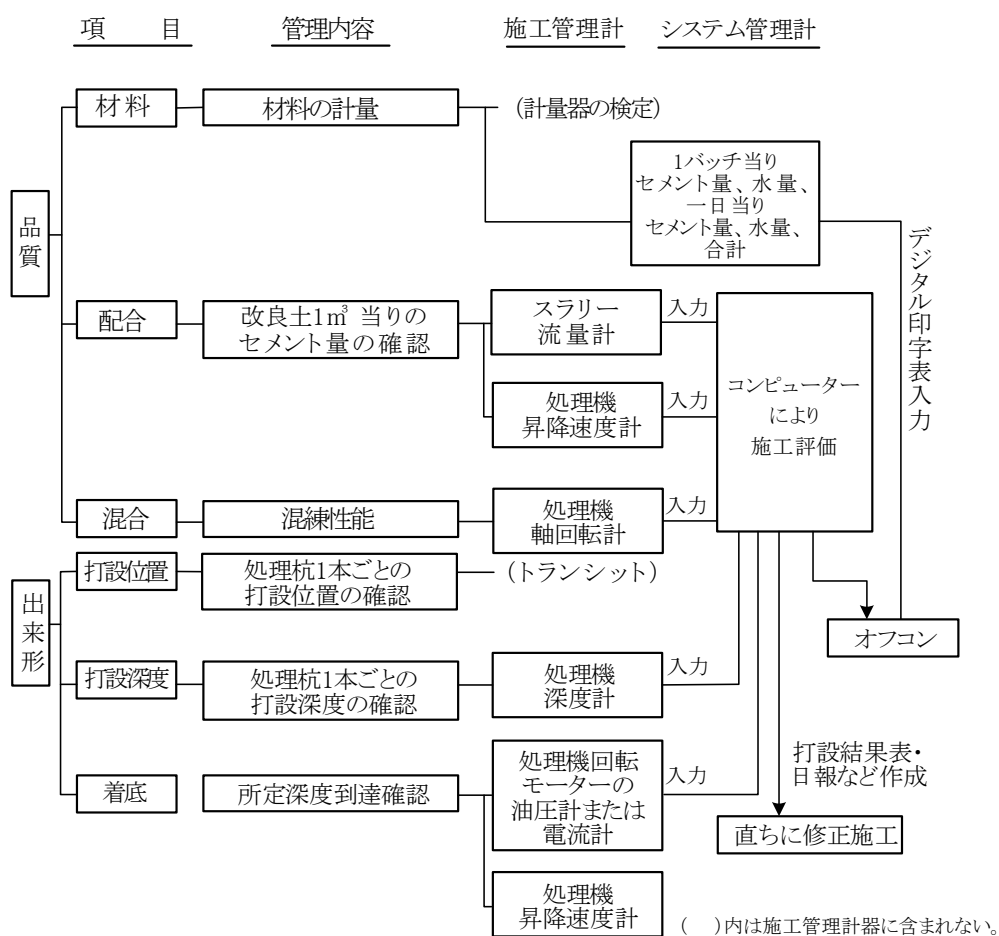 項　目　管理内容　施工管理計　システム管理計
品質
材料
材料の計量
(計量器の検定)
1バッチ当り
セメント量、水量、
一日当り
セメント量、水量、
合計
デジタル印字表入力
配合
改良土1㎥当りの
セメント量の確認
スラリー
流量計
入力
処理機
昇降速度計
入力
コンピューター
により
施工評価
混合
混練性能
処理機
軸回転計
入力
出来形
打設位置
処理杭1本ごとの
打設位置の確認
(トランシット)
オフコン
打設深度
処理杭1本ごとの
打設深度の確認
処理機
深度計
入力
着底
所定深度到達確認
処理機回転
モーターの
油圧計または
電流計
入力
打設結果表・
日報など作成
直ちに修正施工
処理機
昇降速度計
(　)内は施工管理計器に含まれない。